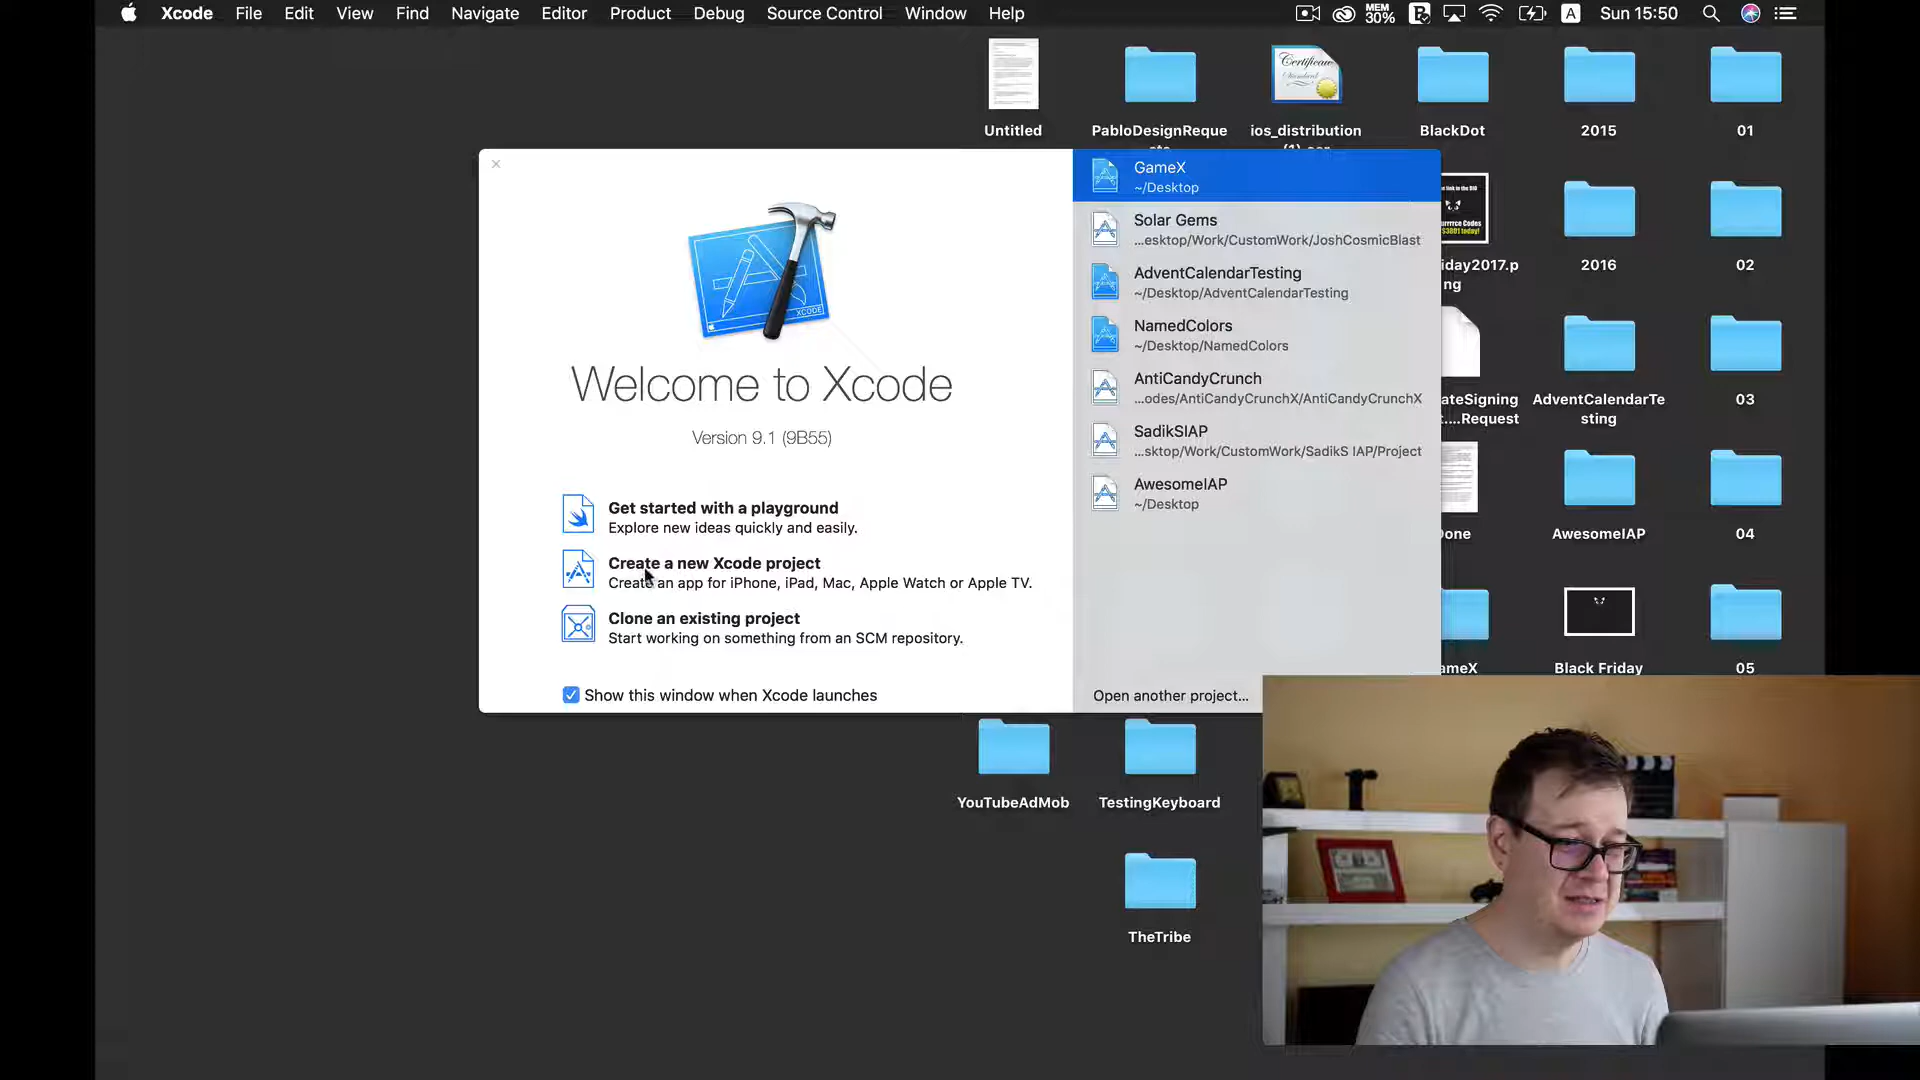 Xcode File Edit View Find Navigate Editor Product Debug Source Control Window Help
MEM
30%
A
Sun 15:50
Untitled
PabloDesignReque
ios_distribution
BlackDot
2015
01
GameX
~/Desktop
Solar Gems
...esktop/Work/CustomWork/JoshCosmicBlast
AdventCalendarTesting
~/Desktop/AdventCalendarTesting
NamedColors
~/Desktop/NamedColors
AntiCandyCrunch
...odes/AntiCandyCrunchX/AntiCandyCrunchX
SadikSIAP
...sktop/Work/CustomWork/SadikS IAP/Project
AwesomeIAP
~/Desktop
Open another project...
XCODE
Welcome to Xcode
Version 9.1 (9B55)
Get started with a playground
Explore new ideas quickly and easily.
Create a new Xcode project
Create an app for iPhone, iPad, Mac, Apple Watch or Apple TV.
Clone an existing project
Start working on something from an SCM repository.
Show this window when Xcode launches
iday2017.p
ng
2016
02
ateSigning
t....Request
AdventCalendarTe
sting
03
Done
AwesomeIAP
04
ameX
Black Friday
05
YouTubeAdMob
TestingKeyboard
TheTribe